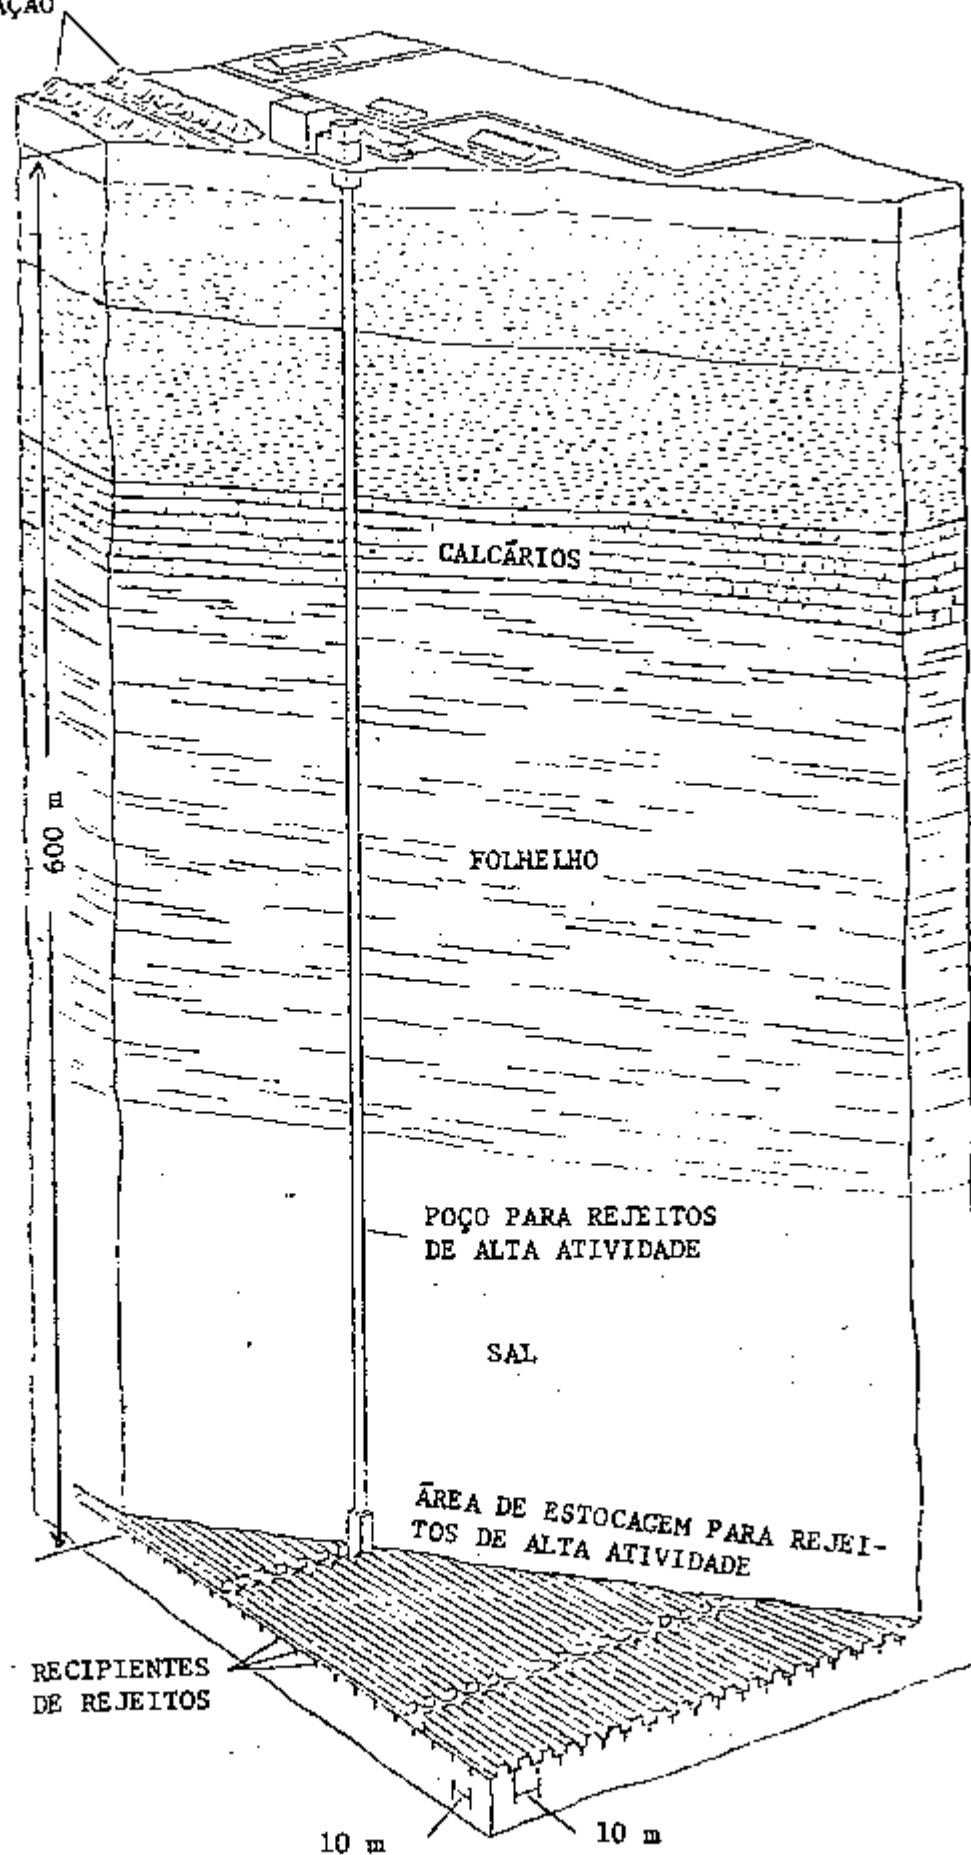 CALCÁRIOS
600 m
FOLHELHO
POÇO PARA REJEITOS
DE ALTA ATIVIDADE
SAL
ÁREA DE ESTOCAGEM PARA REJEI-
TOS DE ALTA ATIVIDADE
RECIPIENTES
DE REJEITOS
10 m
10 m